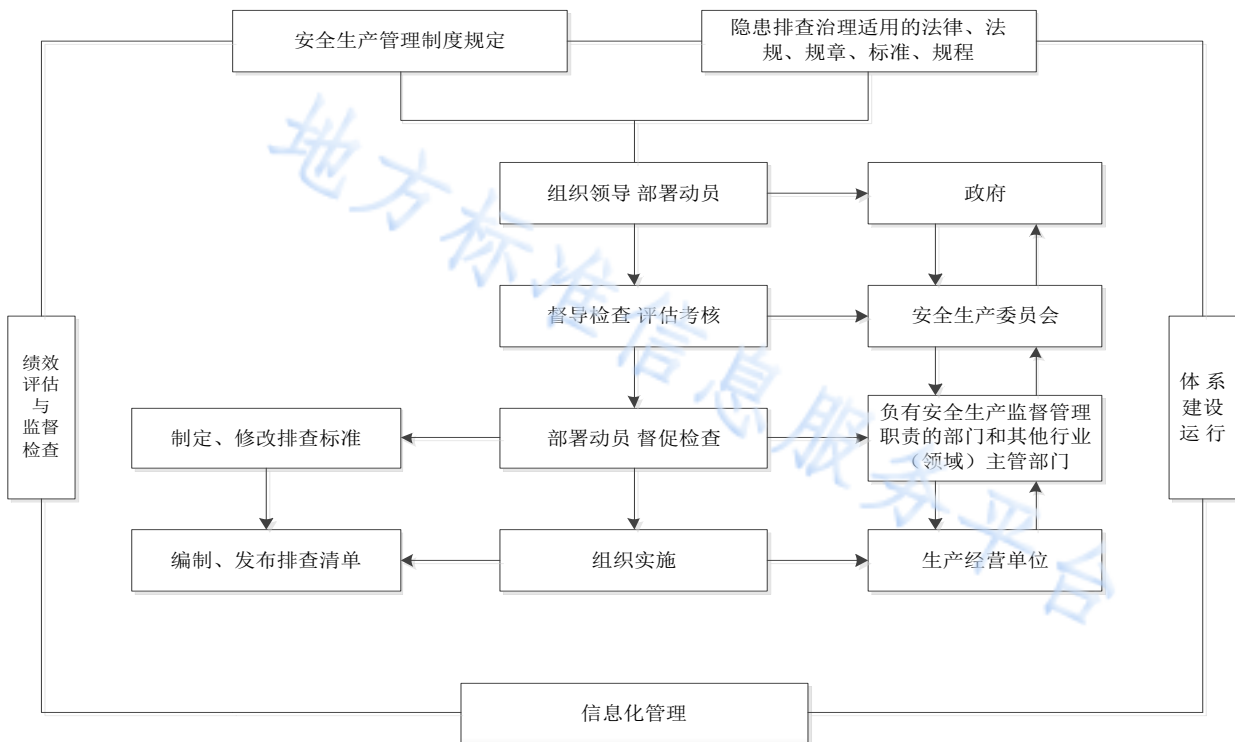 安全生产管理制度规定
隐患排查治理适用的法律、法
规、规章、标准、规程
组织领导 部署动员
政府
督导检查 评估考核
安全生产委员会
绩效
评估
与
监督
检查
体 系
建设
运 行
制定、修改排查标准
部署动员 督促检查
负有安全生产监督管理
职责的部门和其他行业
（领域）主管部门
编制、发布排查清单
组织实施
生产经营单位
信息化管理
地方标准信息服务平台